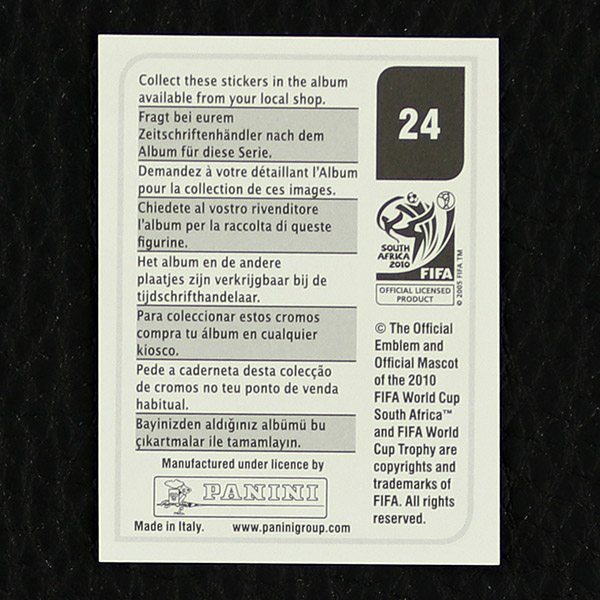 Collect these stickers in the album
available from your local shop.
Fragt bei eurem
Zeitschriftenhändler nach dem
Album für diese Serie.
Demandez à votre détaillant l'Album
pour la collection de ces images.
Chiedete al vostro rivenditore
l'album per la raccolta di queste
figurine.
Het album en de andere
plaatjes zijn verkrijgbaar bij de
tijdschrifthandelaar.
Para coleccionar estos cromos
compra tu álbum en cualquier
kiosco.
Pede a caderneta desta colecção
de cromos no teu ponto de venda
habitual.
Bayinizden aldığınız albümü bu
çıkartmalar ile tamamlayın.
Manufactured under licence by
PANINI
Made in Italy. www.paninigroup.com
24
SOUTH
AFRICA
2010
FIFA
© 2005 FIFA TM
OFFICIAL LICENSED
PRODUCT
© The Official
Emblem and
Official Mascot
of the 2010
FIFA World Cup
South Africa™
and FIFA World
Cup Trophy are
copyrights and
trademarks of
FIFA. All rights
reserved.